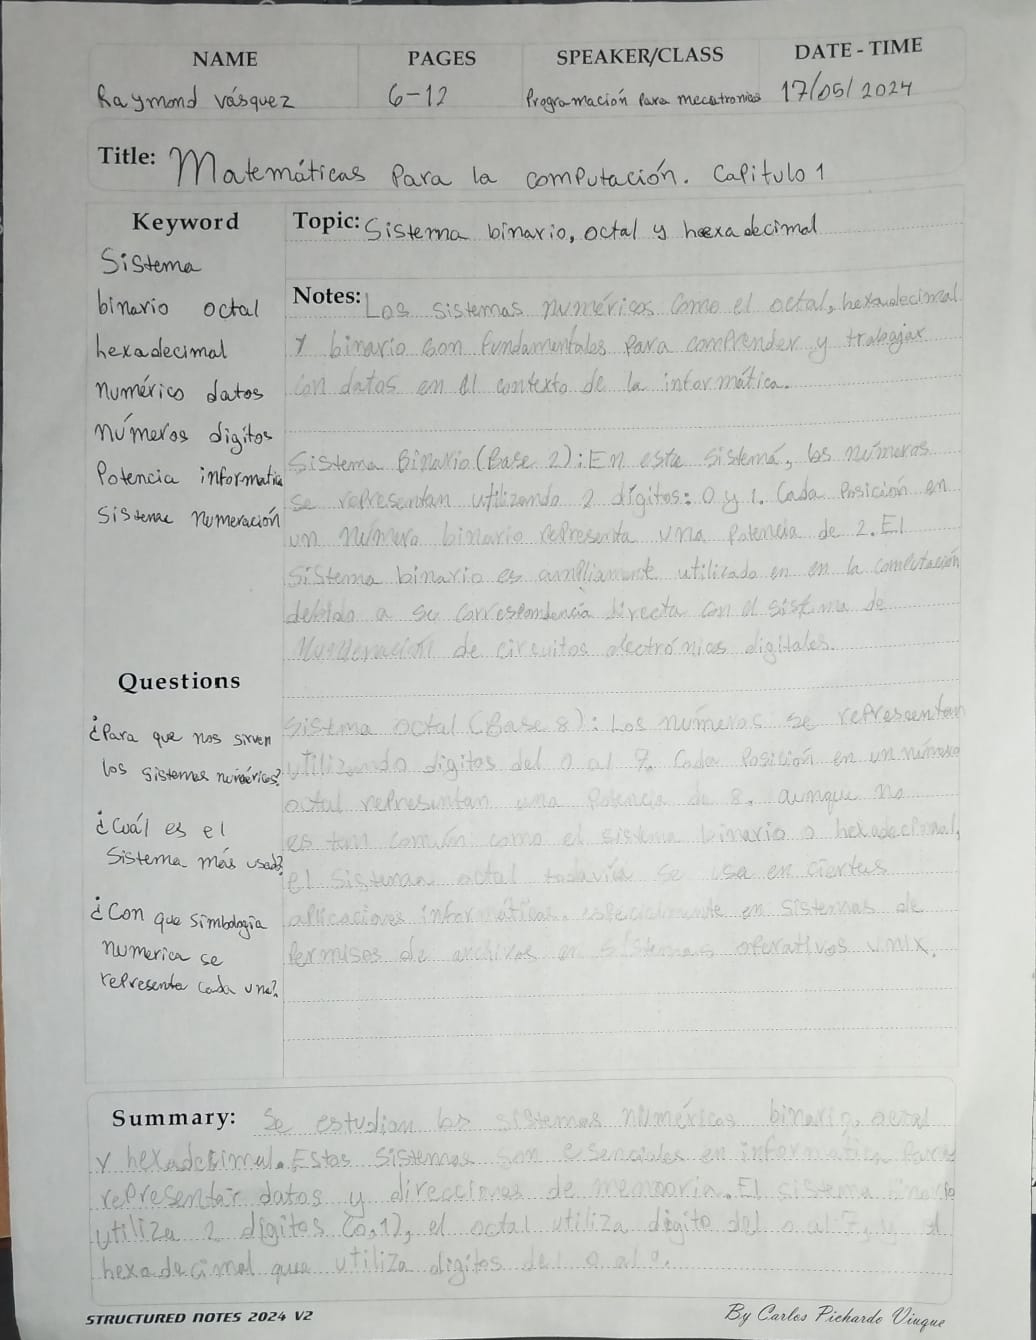 NAME PAGES SPEAKER/CLASS DATE - TIME
Raymond Vásquez 6-12 Programación Para mecatronica 17/05/2024
Title: Matemáticas Para la computación. Capitulo 1
Keyword
Sistema
binario octal
hexadecimal
numérico datos
números digitos
Potencia informatica
Sistema numeración
Questions
¿Para que nos sirven
los sistemas numéricos?
¿Cuál es el
Sistema más usado?
¿Con que simbologia
numerica se
representa cada una?
Topic: Sistema binario, octal y hexadecimal
Notes: Los sistemas numéricos como el octal, hexadecimal
y binario son fundamentales Para comprender y trabajar
con datos en el contexto de la informática.
Sistema Binario (Base 2): En este sistema, los números
se representan utilizando 2 dígitos: 0 y 1. Cada Posición en
un número binario representa una Potencia de 2. El
Sistema binario es ampliamente utilizado en en la computación
debido a su correspondencia directa con el sistema de
numeración de circuitos electrónicos digitales.
Sistma octal (Base 8): Los números se representan
utilizando digitos del 0 al 7. Cada Posición en un número
octal representan una Potencia de 8. aunque no
es tan común como el sistema binario o hexadecimal,
el sisteman octal todavía se usa en ciertas
aplicaciones informáticas, especialmente en sistemas de
Permisos de archivos en sistemas operativos Unix.
Summary: Se estudian los sistemas numéricos binario, octal
y hexadecimal. Estos sistemas son esenciales en informática Para
representar datos y direcciones de memoria. El sistema binario
utiliza 2 dígitos (0,1), el octal utiliza dígito del 0 al 7, y el
hexadecimal que utiliza digitos del 0 al 9.
STRUCTURED NOTES 2024 V2 By Carlos Pichardo Viuque